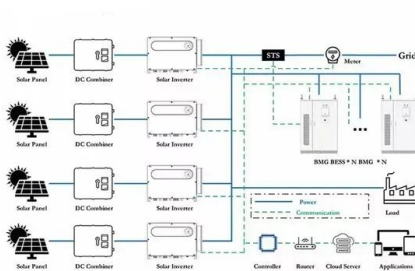 STS
Meter
Grid
Solar Panel
DC Combiner
Solar Inverter
Solar Panel
DC Combiner
Solar Inverter
BMG BESS * N BMG * N
Solar Panel
DC Combiner
Solar Inverter
Power
Communication
Load
Solar Panel
DC Combiner
Solar Inverter
Controller
Router
Cloud Server
Applications